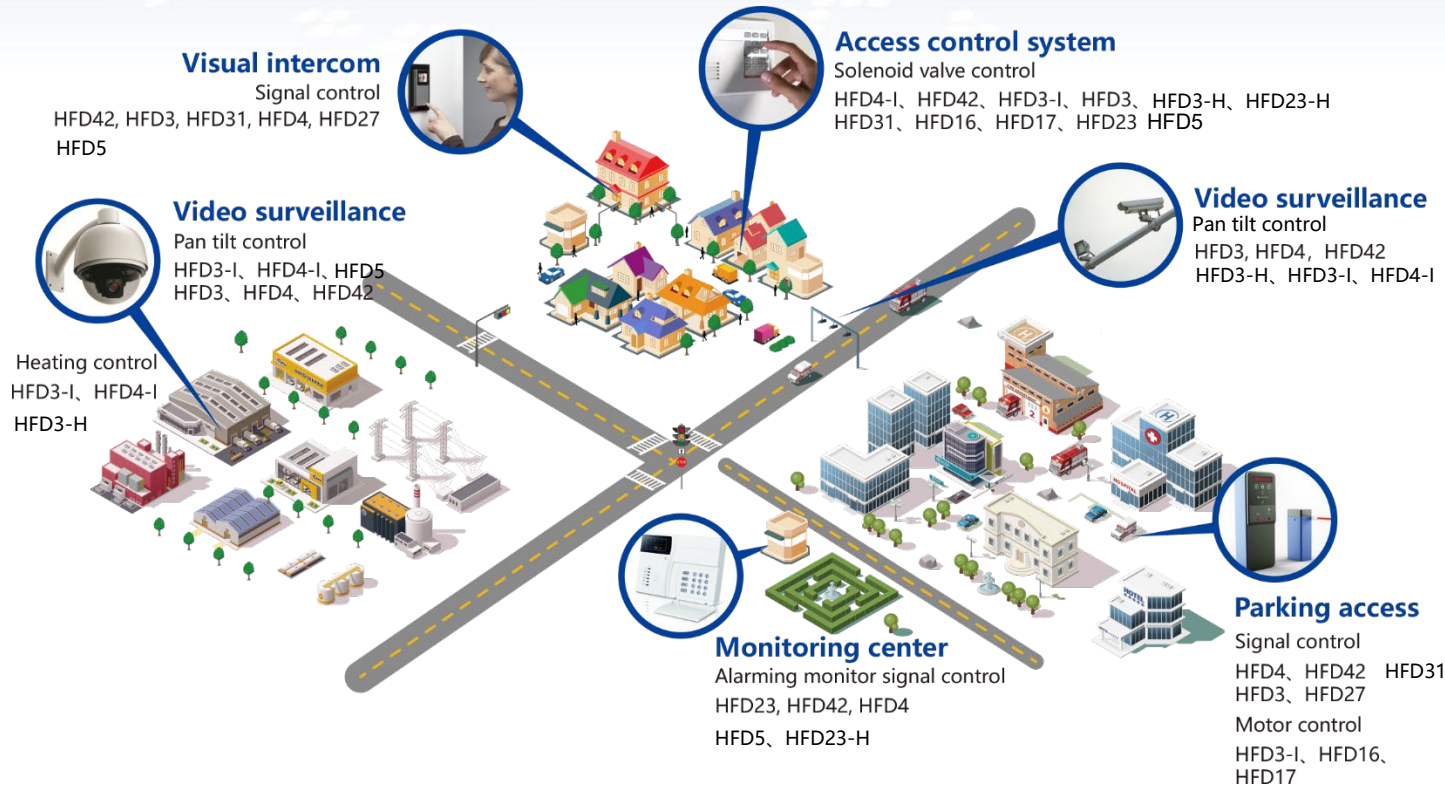 Visual intercom
Signal control
HFD42, HFD3, HFD31, HFD4, HFD27
HFD5
Access control system
Solenoid valve control
HFD4-I、HFD42、HFD3-I、HFD3、HFD3-H、HFD23-H
HFD31、HFD16、HFD17、HFD23 HFD5
Video surveillance
Pan tilt control
HFD3-I、HFD4-I、HFD5
HFD3、HFD4、HFD42
Heating control
HFD3-I、HFD4-I
HFD3-H
Video surveillance
Pan tilt control
HFD3, HFD4, HFD42
HFD3-H、HFD3-I、HFD4-I
2
H
HOSPITAL
HOTEL
Monitoring center
Alarming monitor signal control
HFD23, HFD42, HFD4
HFD5、HFD23-H
Parking access
Signal control
HFD4、HFD42 HFD31
HFD3、HFD27
Motor control
HFD3-I、HFD16、
HFD17